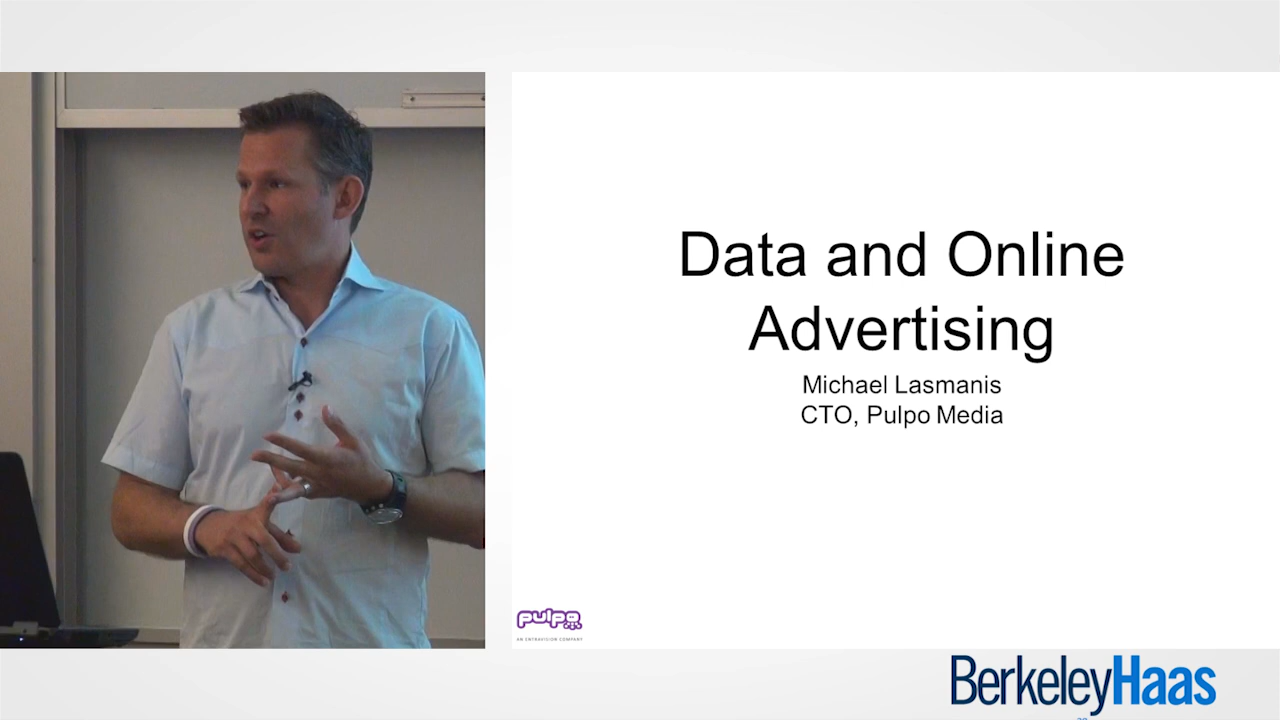 Data and Online
Advertising
Michael Lasmanis
CTO, Pulpo Media
pulpo
AN ENTRAVISION COMPANY
BerkeleyHaas